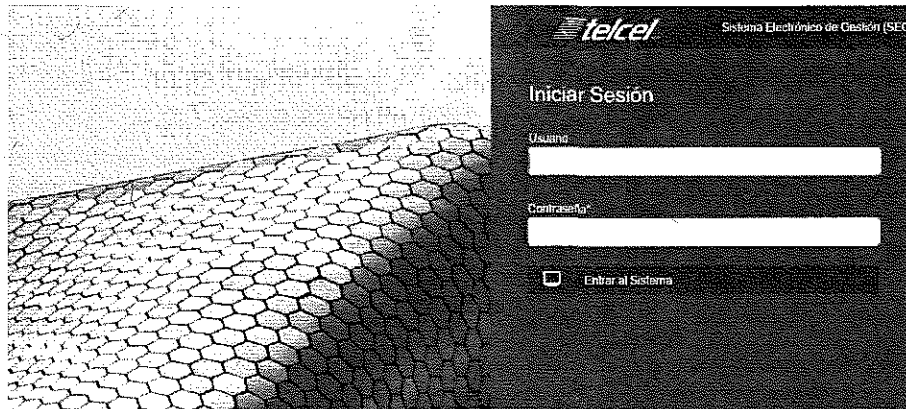 telcel
Sistema Electrónico de Gestión (SEG
Iniciar Sesión
Usuario
Contraseña*
Entrar al Sistema